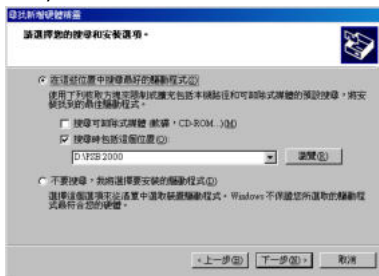 尋找新增硬體精靈
請選擇您的搜尋和安裝選項。
在這些位置中搜尋最好的驅動程式(S)
使用下列核取方塊來限制或擴充包括本機路徑和可卸除式媒體的預設搜尋。將安
裝找到的最佳驅動程式。
搜尋可卸除式媒體 (軟碟，CD-ROM...)(M)
搜尋時包括這個位置(O):
D:\PSB2000
瀏覽(R)
不要搜尋，我將選擇要安裝的驅動程式(D)
選擇這個選項來從清單中選取裝置驅動程式。Windows 不保證您所選取的驅動程
式最符合您的硬體。
<上一步(B)
下一步(N)>
取消